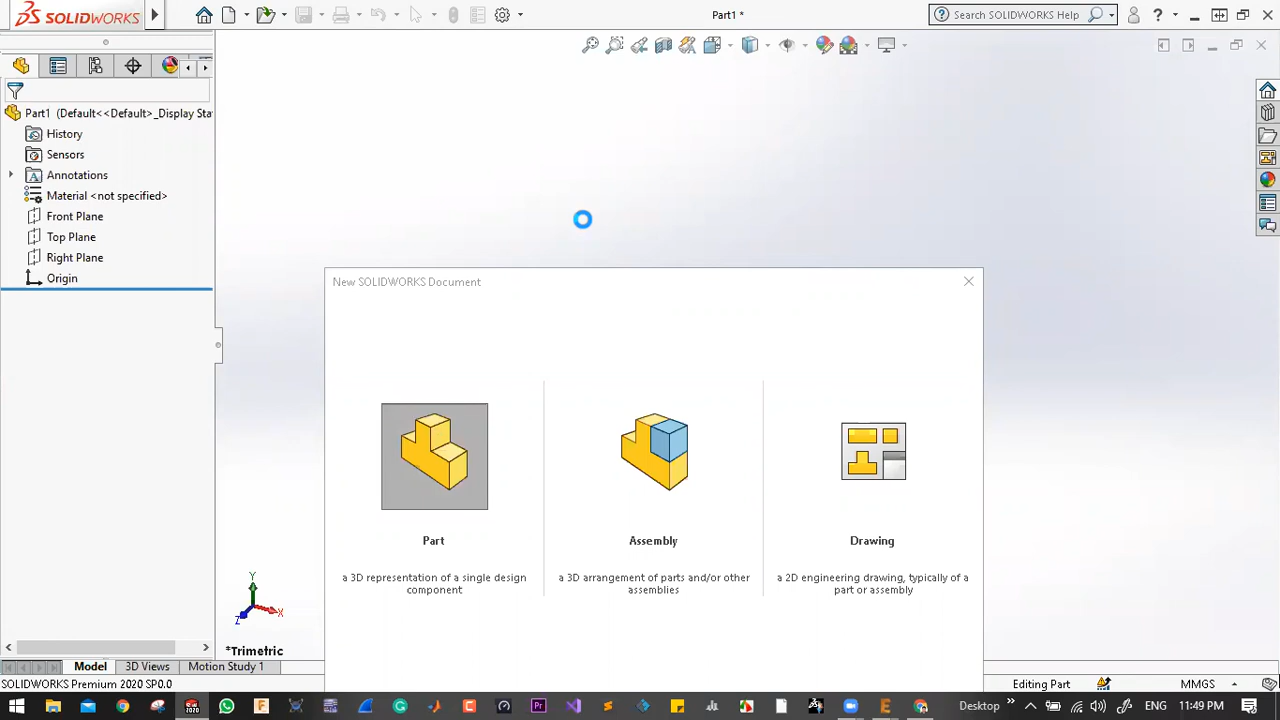 SOLIDWORKS
Part1 *
Search SOLIDWORKS Help
Part1 (Default<<Default>_Display Sta
History
Sensors
Annotations
Material <not specified>
Front Plane
Top Plane
Right Plane
Origin
New SOLIDWORKS Document
Part
Assembly
Drawing
a 3D representation of a single design
component
a 3D arrangement of parts and/or other
assemblies
a 2D engineering drawing, typically of a
part or assembly
Y
X
Z
*Trimetric
Model
3D Views
Motion Study 1
SOLIDWORKS Premium 2020 SP0.0
Editing Part
MMGS
Desktop
ENG
11:49 PM